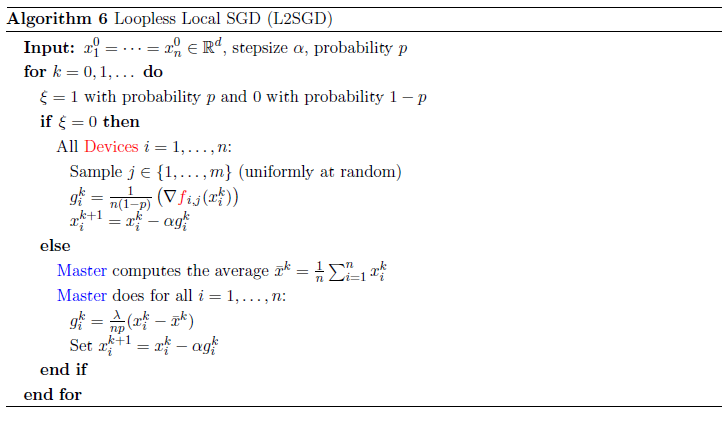 Algorithm 6 Loopless Local SGD (L2SGD)
Input: $x_1^0 = \cdots = x_n^0 \in \mathbb{R}^d$, stepsize $\alpha$, probability $p$
for $k = 0, 1, \ldots$ do
$\xi = 1$ with probability $p$ and 0 with probability $1 - p$
if $\xi = 0$ then
All Devices $i = 1, \ldots, n$:
Sample $j \in \{1, \ldots, m\}$ (uniformly at random)
$g_i^k = \frac{1}{n(1-p)} \left( \nabla f_{i,j}(x_i^k) \right)$
$x_i^{k+1} = x_i^k - \alpha g_i^k$
else
Master computes the average $\bar{x}^k = \frac{1}{n} \sum_{i=1}^n x_i^k$
Master does for all $i = 1, \ldots, n$:
$g_i^k = \frac{\lambda}{np} (x_i^k - \bar{x}^k)$
Set $x_i^{k+1} = x_i^k - \alpha g_i^k$
end if
end for